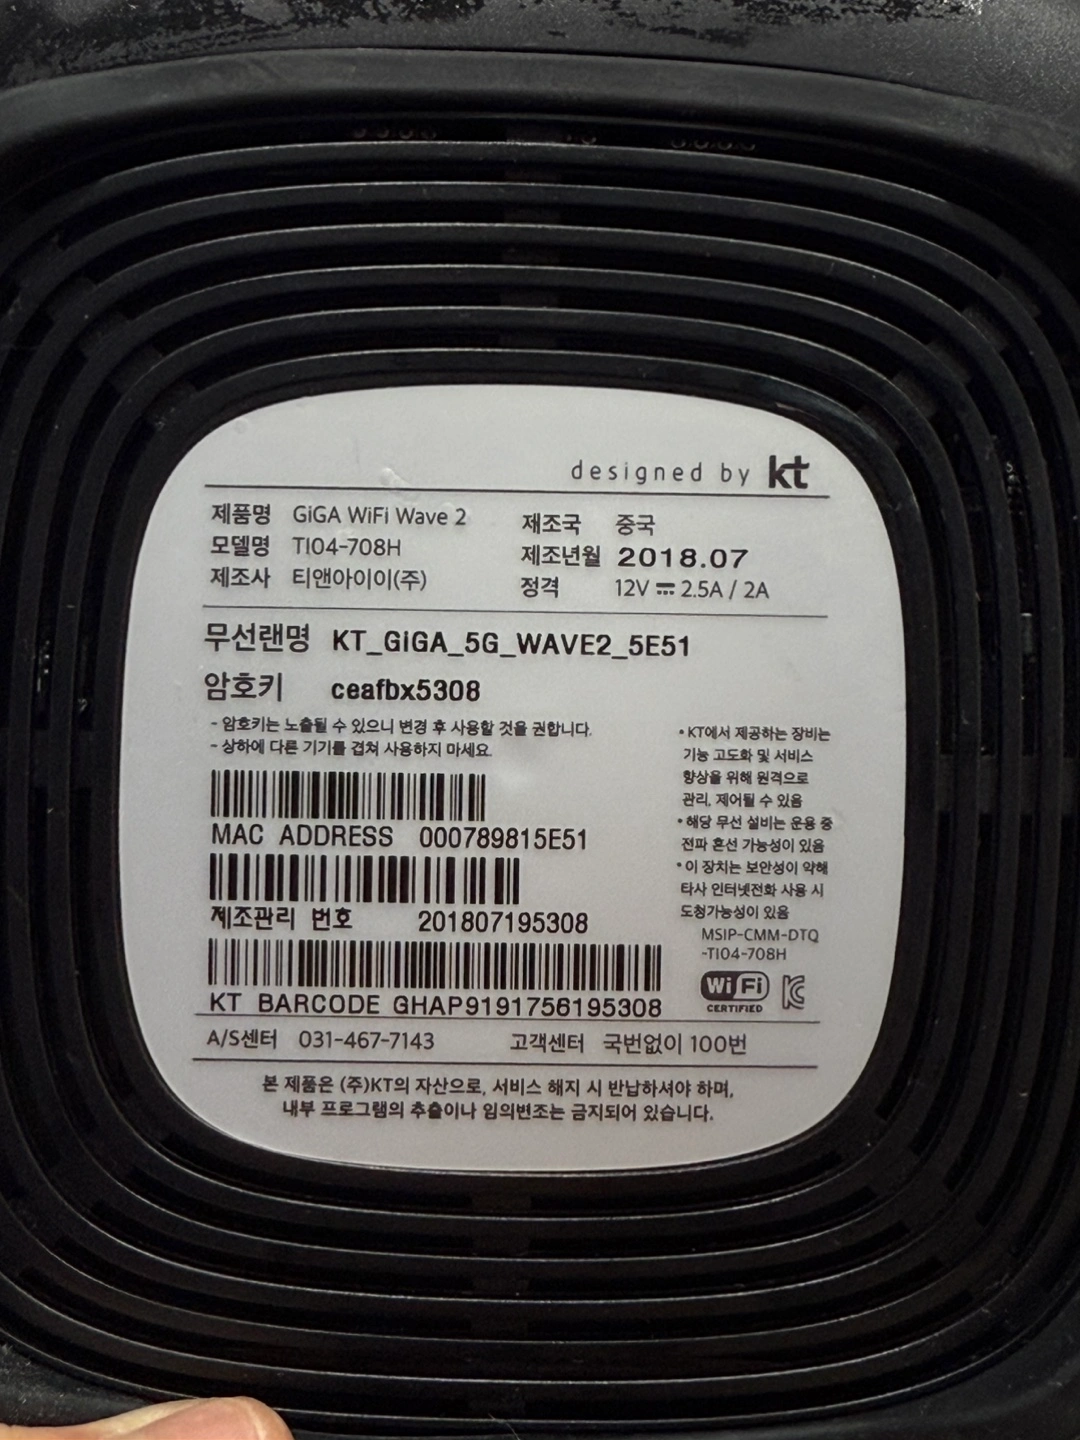 designed by kt
제품명 GiGA WiFi Wave 2 재조국 중국
모델명 TI04-708H 제조년월 2018.07
제조사 티앤아이이(주) 정격 12V ⎓ 2.5A / 2A
무선랜명 KT_GiGA_5G_WAVE2_5E51
암호키 ceafbx5308
- 암호키는 노출될 수 있으니 변경 후 사용할 것을 권합니다.
- 상하에 다른 기기를 겹쳐 사용하지 마세요.
MAC ADDRESS 000789815E51
제조관리 번호 201807195308
KT BARCODE GHAP9191756195308
• KT에서 제공하는 장비는
기능 고도화 및 서비스
향상을 위해 원격으로
관리, 제어될 수 있음
• 해당 무선 설비는 운용 중
전파 혼선 가능성이 있음
• 이 장치는 보안성이 약해
타사 인터넷전화 사용 시
도청가능성이 있음
MSIP-CMM-DTQ
-TI04-708H
Wi Fi
CERTIFIED
A/S센터 031-467-7143 고객센터 국번없이 100번
본 제품은 (주)KT의 자산으로, 서비스 해지 시 반납하셔야 하며,
내부 프로그램의 추출이나 임의변조는 금지되어 있습니다.